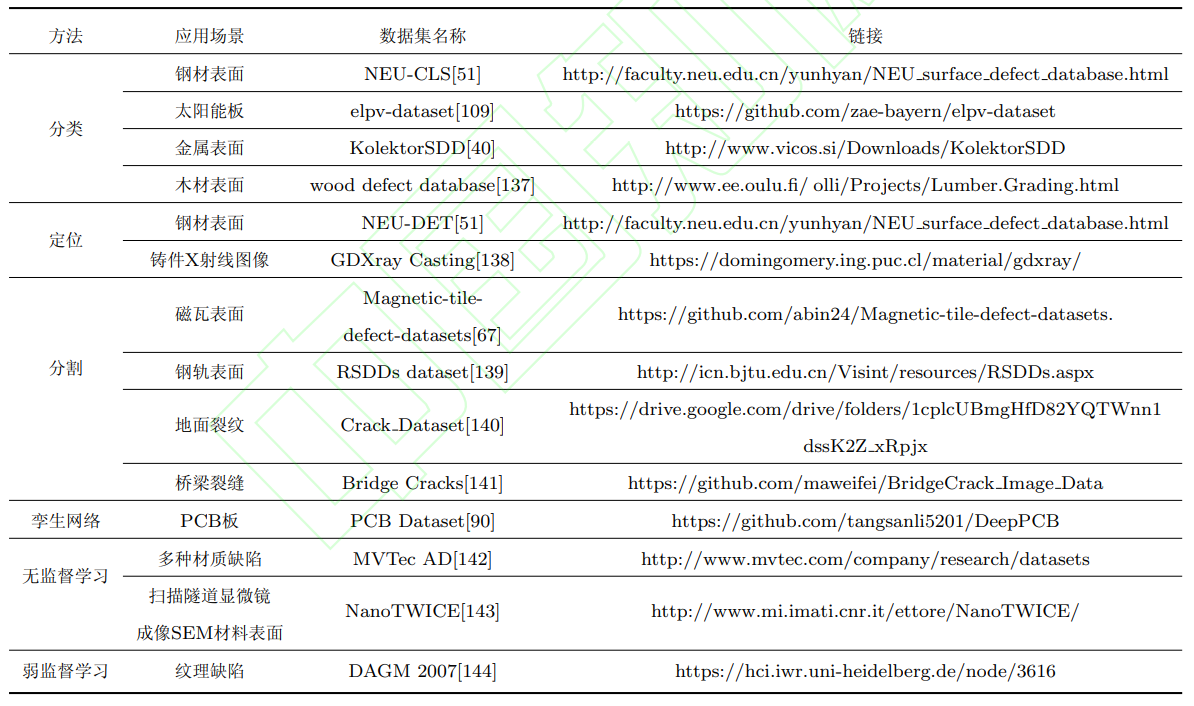 方法 应用场景 数据集名称 链接
钢材表面 NEU-CLS[51] http://faculty.neu.edu.cn/yunhyan/NEU_surface_defect_database.html
太阳能板 elpv-dataset[109] https://github.com/zae-bayern/elpv-dataset
分类
金属表面 KolektorSDD[40] http://www.vicos.si/Downloads/KolektorSDD
木材表面 wood defect database[137] http://www.ee.oulu.fi/ olli/Projects/Lumber.Grading.html
钢材表面 NEU-DET[51] http://faculty.neu.edu.cn/yunhyan/NEU_surface_defect_database.html
定位
铸件X射线图像 GDXray Casting[138] https://domingomery.ing.puc.cl/material/gdxray/
Magnetic-tile-
磁瓦表面 https://github.com/abin24/Magnetic-tile-defect-datasets.
defect-datasets[67]
分割
钢轨表面 RSDDs dataset[139] http://icn.bjtu.edu.cn/Visint/resources/RSDDs.aspx
https://drive.google.com/drive/folders/1cplcUBmgHfD82YQTWnn1
地面裂纹 Crack_Dataset[140]
dssK2Z_xRpjx
桥梁裂缝 Bridge Cracks[141] https://github.com/maweifei/BridgeCrack_Image_Data
孪生网络 PCB板 PCB Dataset[90] https://github.com/tangsanli5201/DeepPCB
多种材质缺陷 MVTec AD[142] http://www.mvtec.com/company/research/datasets
无监督学习
扫描隧道显微镜
NanoTWICE[143] http://www.mi.imati.cnr.it/ettore/NanoTWICE/
成像SEM材料表面
弱监督学习 纹理缺陷 DAGM 2007[144] https://hci.iwr.uni-heidelberg.de/node/3616